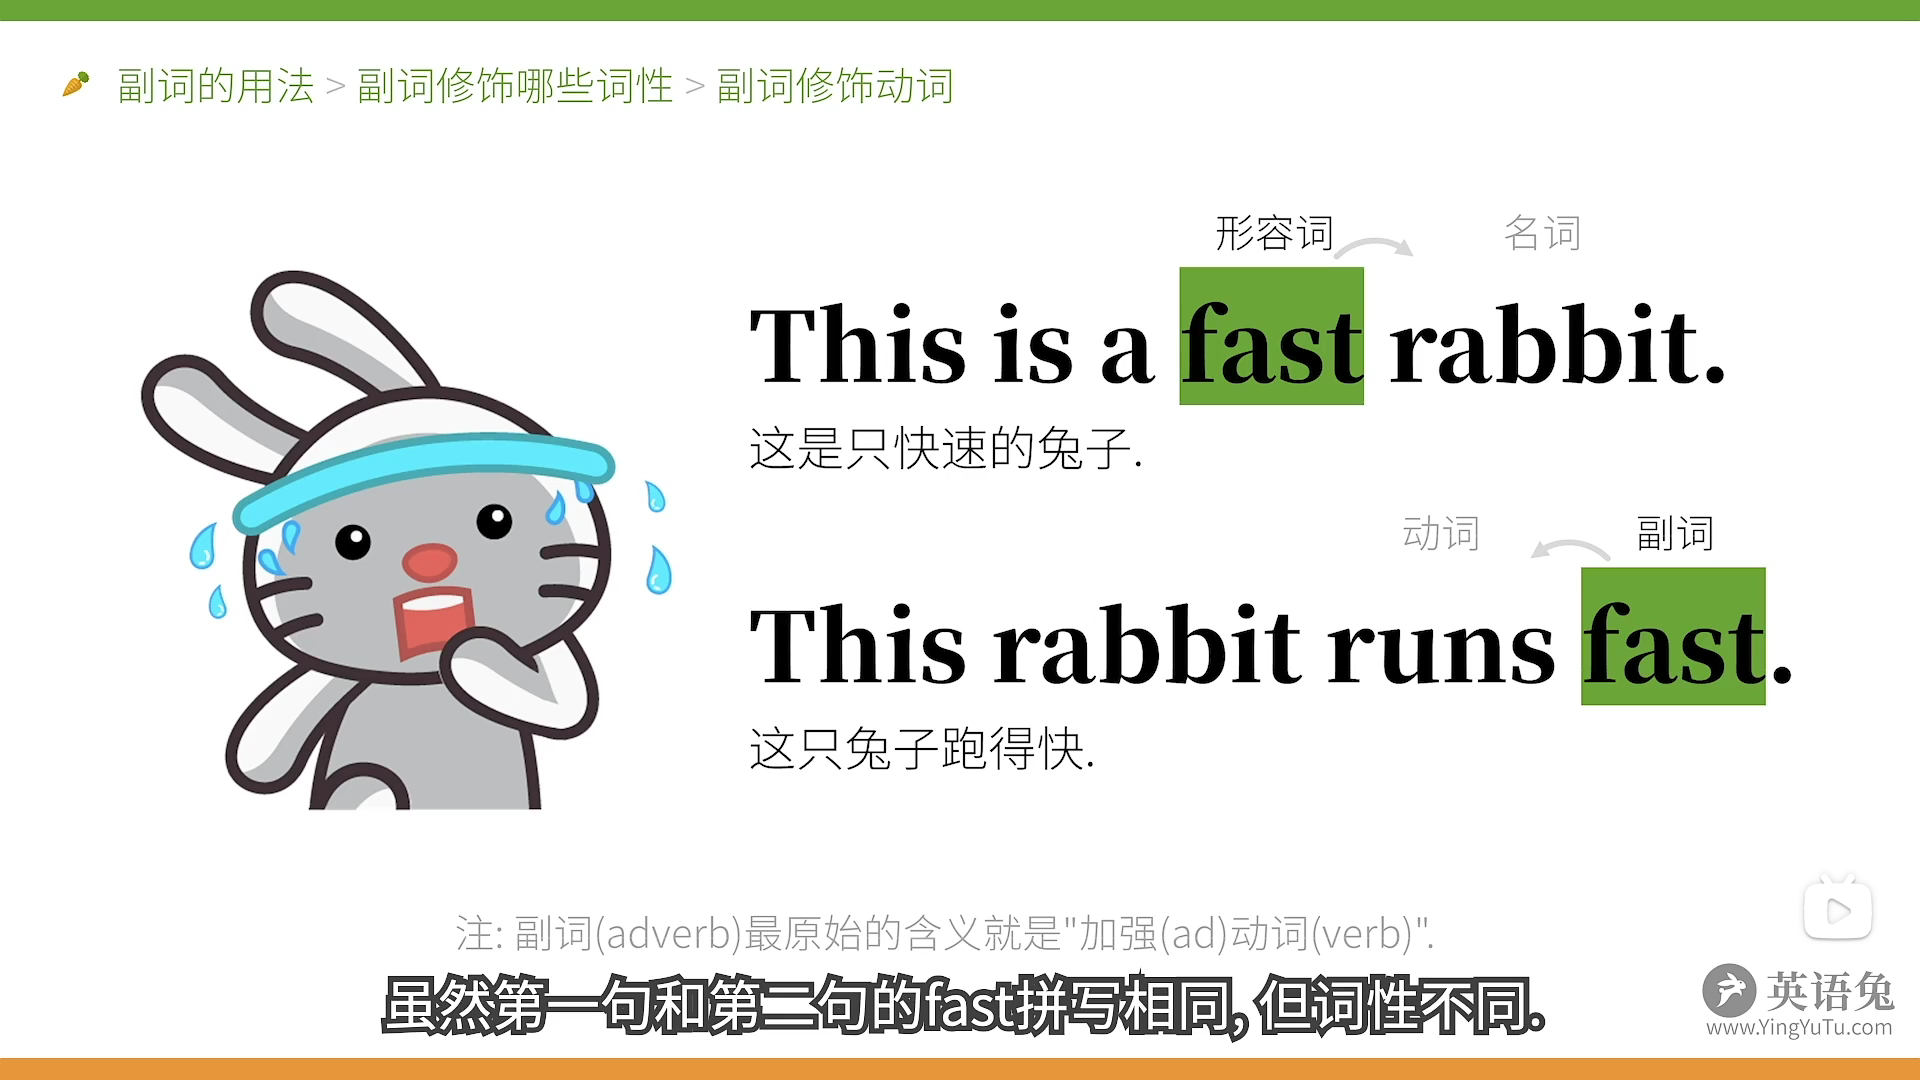 副词的用法 > 副词修饰哪些词性 > 副词修饰动词
形容词 名词
This is a fast rabbit.
这是只快速的兔子.
动词 副词
This rabbit runs fast.
这只兔子跑得快.
注: 副词(adverb)最原始的含义就是"加强(ad)动词(verb)".
虽然第一句和第二句的fast拼写相同, 但词性不同.
英语兔
www.YingYuTu.com